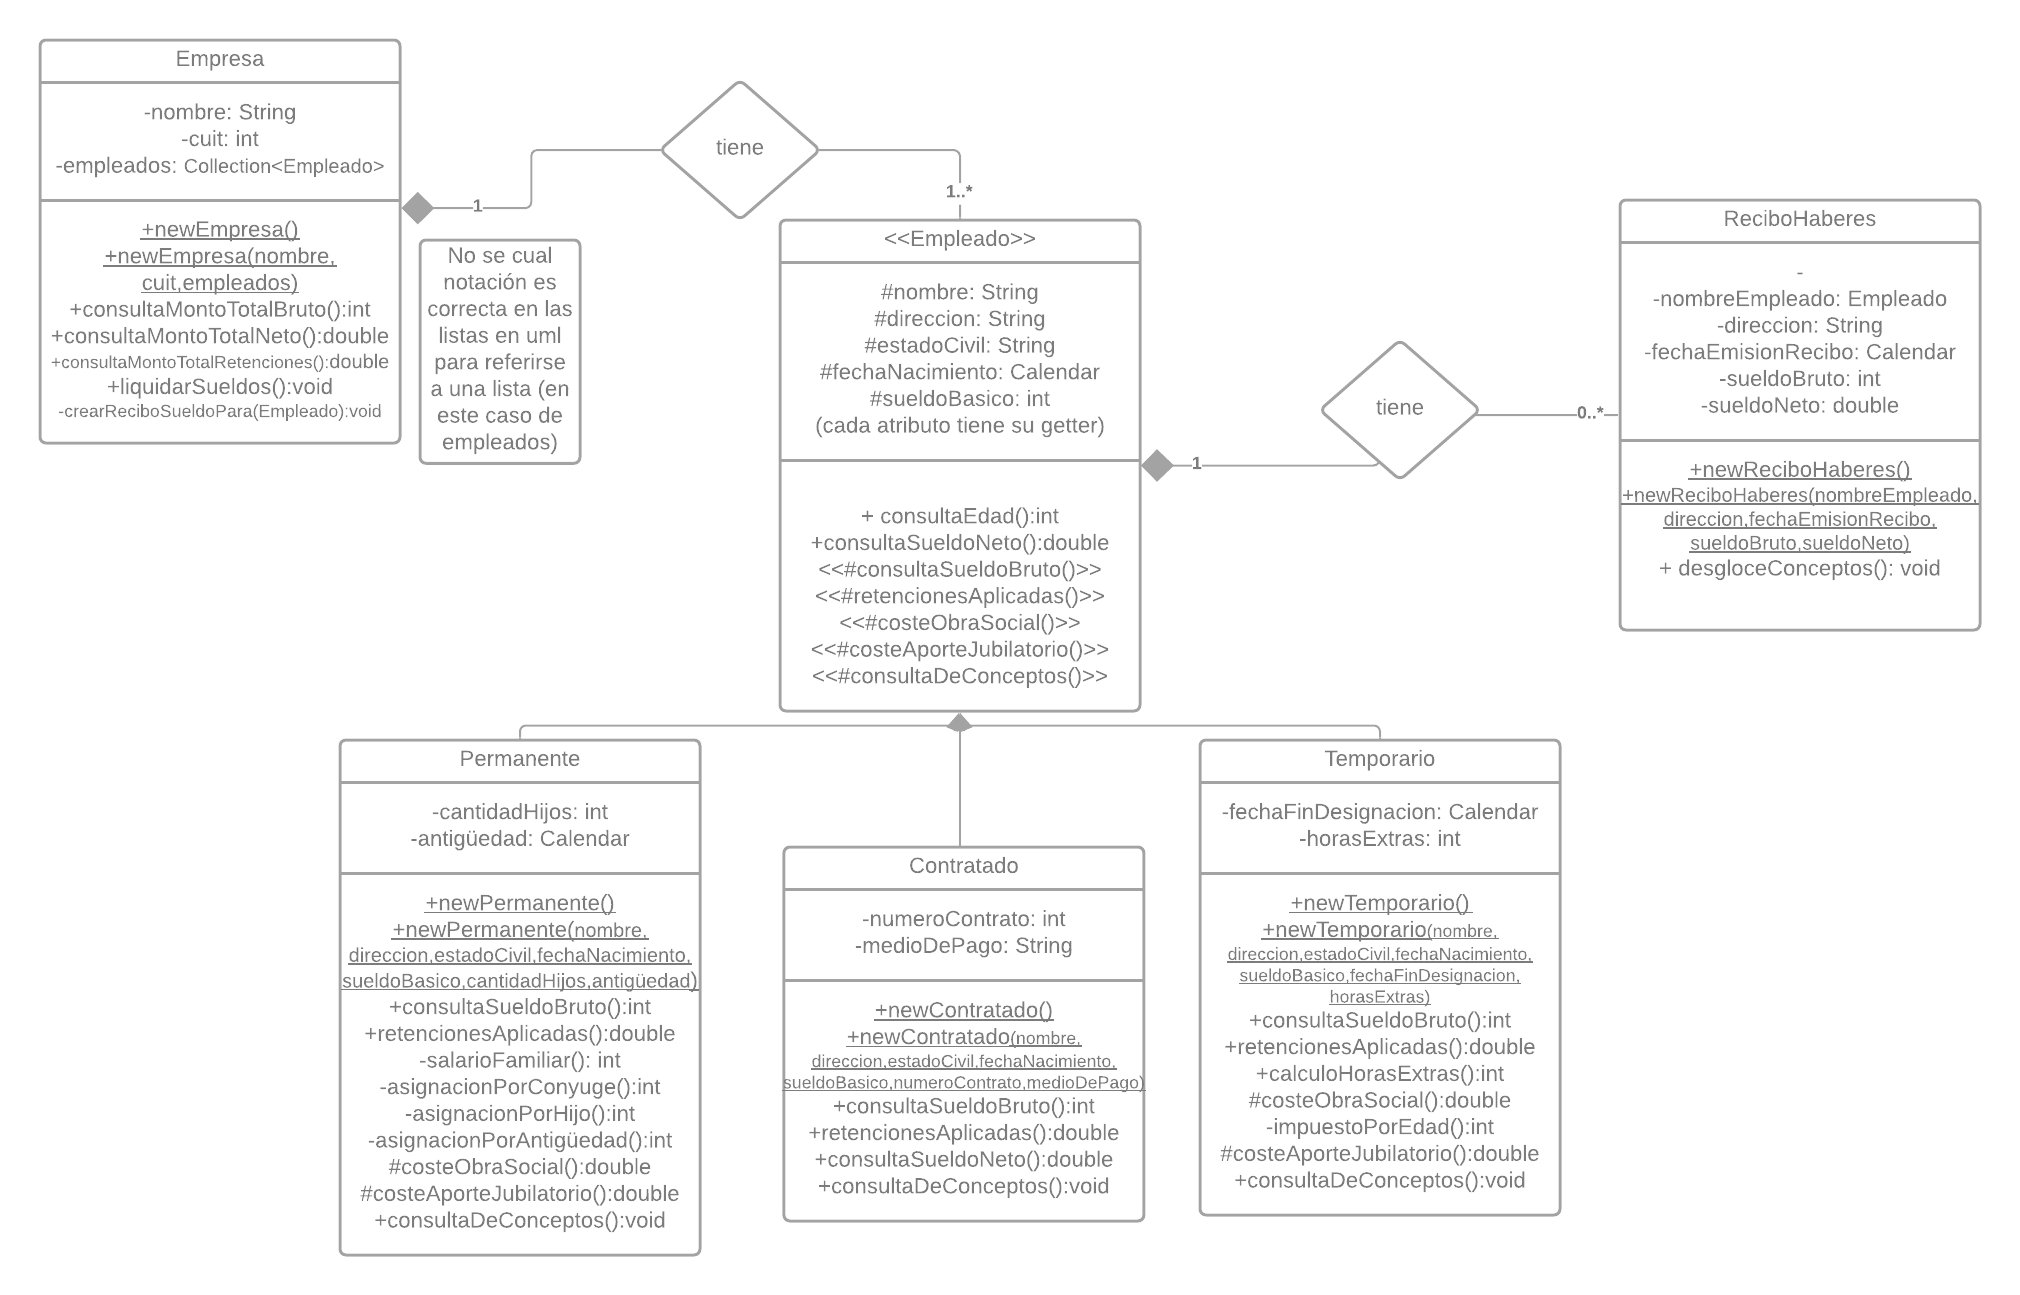 Empresa
-nombre: String
-cuit: int
-empleados: Collection<Empleado>
+newEmpresa()
+newEmpresa(nombre,
cuit,empleados)
+consultaMontoTotalBruto():int
+consultaMontoTotalNeto():double
+consultaMontoTotalRetenciones():double
+liquidarSueldos():void
-crearReciboSueldoPara(Empleado):void
1
tiene
1..*
No se cual
notación es
correcta en las
listas en uml
para referirse
a una lista (en
este caso de
empleados)
<<Empleado>>
#nombre: String
#direccion: String
#estadoCivil: String
#fechaNacimiento: Calendar
#sueldoBasico: int
(cada atributo tiene su getter)
+ consultaEdad():int
+consultaSueldoNeto():double
<<#consultaSueldoBruto()>>
<<#retencionesAplicadas()>>
<<#costeObraSocial()>>
<<#costeAporteJubilatorio()>>
<<#consultaDeConceptos()>>
1
tiene
0..*
ReciboHaberes
-
-nombreEmpleado: Empleado
-direccion: String
-fechaEmisionRecibo: Calendar
-sueldoBruto: int
-sueldoNeto: double
+newReciboHaberes()
+newReciboHaberes(nombreEmpleado,
direccion,fechaEmisionRecibo,
sueldoBruto,sueldoNeto)
+ desgloceConceptos(): void
Permanente
-cantidadHijos: int
-antigüedad: Calendar
+newPermanente()
+newPermanente(nombre,
direccion,estadoCivil,fechaNacimiento,
sueldoBasico,cantidadHijos,antigüedad)
+consultaSueldoBruto():int
+retencionesAplicadas():double
-salarioFamiliar(): int
-asignacionPorConyuge():int
-asignacionPorHijo():int
-asignacionPorAntigüedad():int
#costeObraSocial():double
#costeAporteJubilatorio():double
+consultaDeConceptos():void
Contratado
-numeroContrato: int
-medioDePago: String
+newContratado()
+newContratado(nombre,
direccion,estadoCivil,fechaNacimiento,
sueldoBasico,numeroContrato,medioDePago)
+consultaSueldoBruto():int
+retencionesAplicadas():double
+consultaSueldoNeto():double
+consultaDeConceptos():void
Temporario
-fechaFinDesignacion: Calendar
-horasExtras: int
+newTemporario()
+newTemporario(nombre,
direccion,estadoCivil,fechaNacimiento,
sueldoBasico,fechaFinDesignacion,
horasExtras)
+consultaSueldoBruto():int
+retencionesAplicadas():double
+calculoHorasExtras():int
#costeObraSocial():double
-impuestoPorEdad():int
#costeAporteJubilatorio():double
+consultaDeConceptos():void